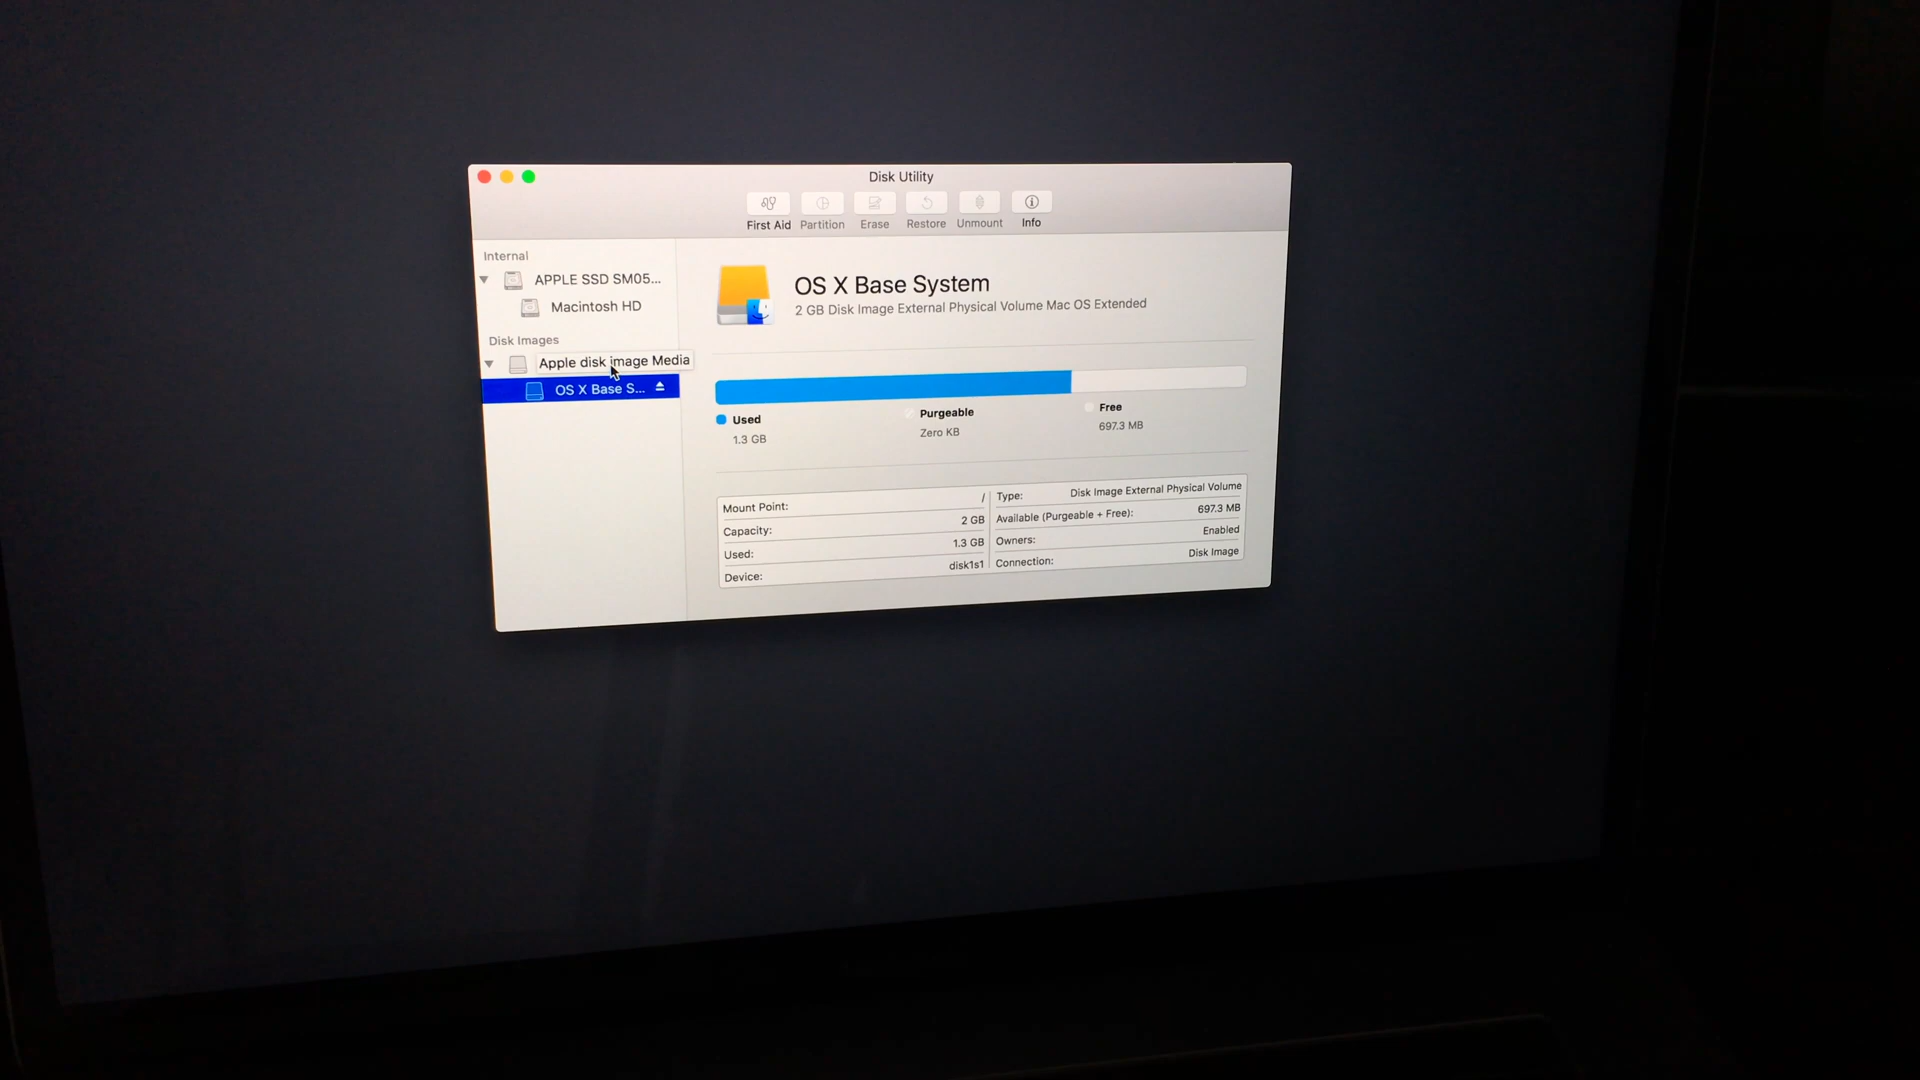 Disk Utility
First Aid Partition Erase Restore Unmount Info
Internal
APPLE SSD SM05...
Macintosh HD
Disk Images
Apple disk image Media
OS X Base S...
OS X Base System
2 GB Disk Image External Physical Volume Mac OS Extended
Used
1.3 GB
Purgeable
Zero KB
Free
697.3 MB
Mount Point: /
Capacity: 2 GB
Used: 1.3 GB
Device: disk1s1
Type: Disk Image External Physical Volume
Available (Purgeable + Free): 697.3 MB
Owners: Enabled
Connection: Disk Image